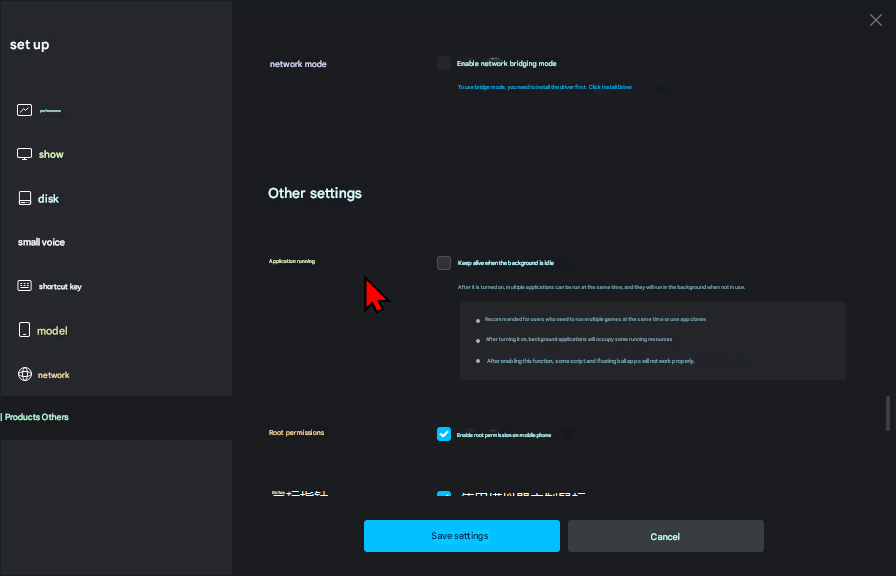 set up
performance
show
disk
small voice
shortcut key
model
network
Products Others
network mode
Enable network bridging mode
To use bridge mode, you need to install the driver first. Click Install Driver
Other settings
Application running
Keep alive when the background is idle
After it is turned on, multiple applications can be run at the same time, and they will run in the background when not in use.
Recommended for users who need to run multiple games at the same time or use app clones
After turning it on, background applications will occupy some running resources
After enabling this function, some script and floating ball apps will not work properly.
Root permissions
Enable root permission on mobile phone
Save settings
Cancel